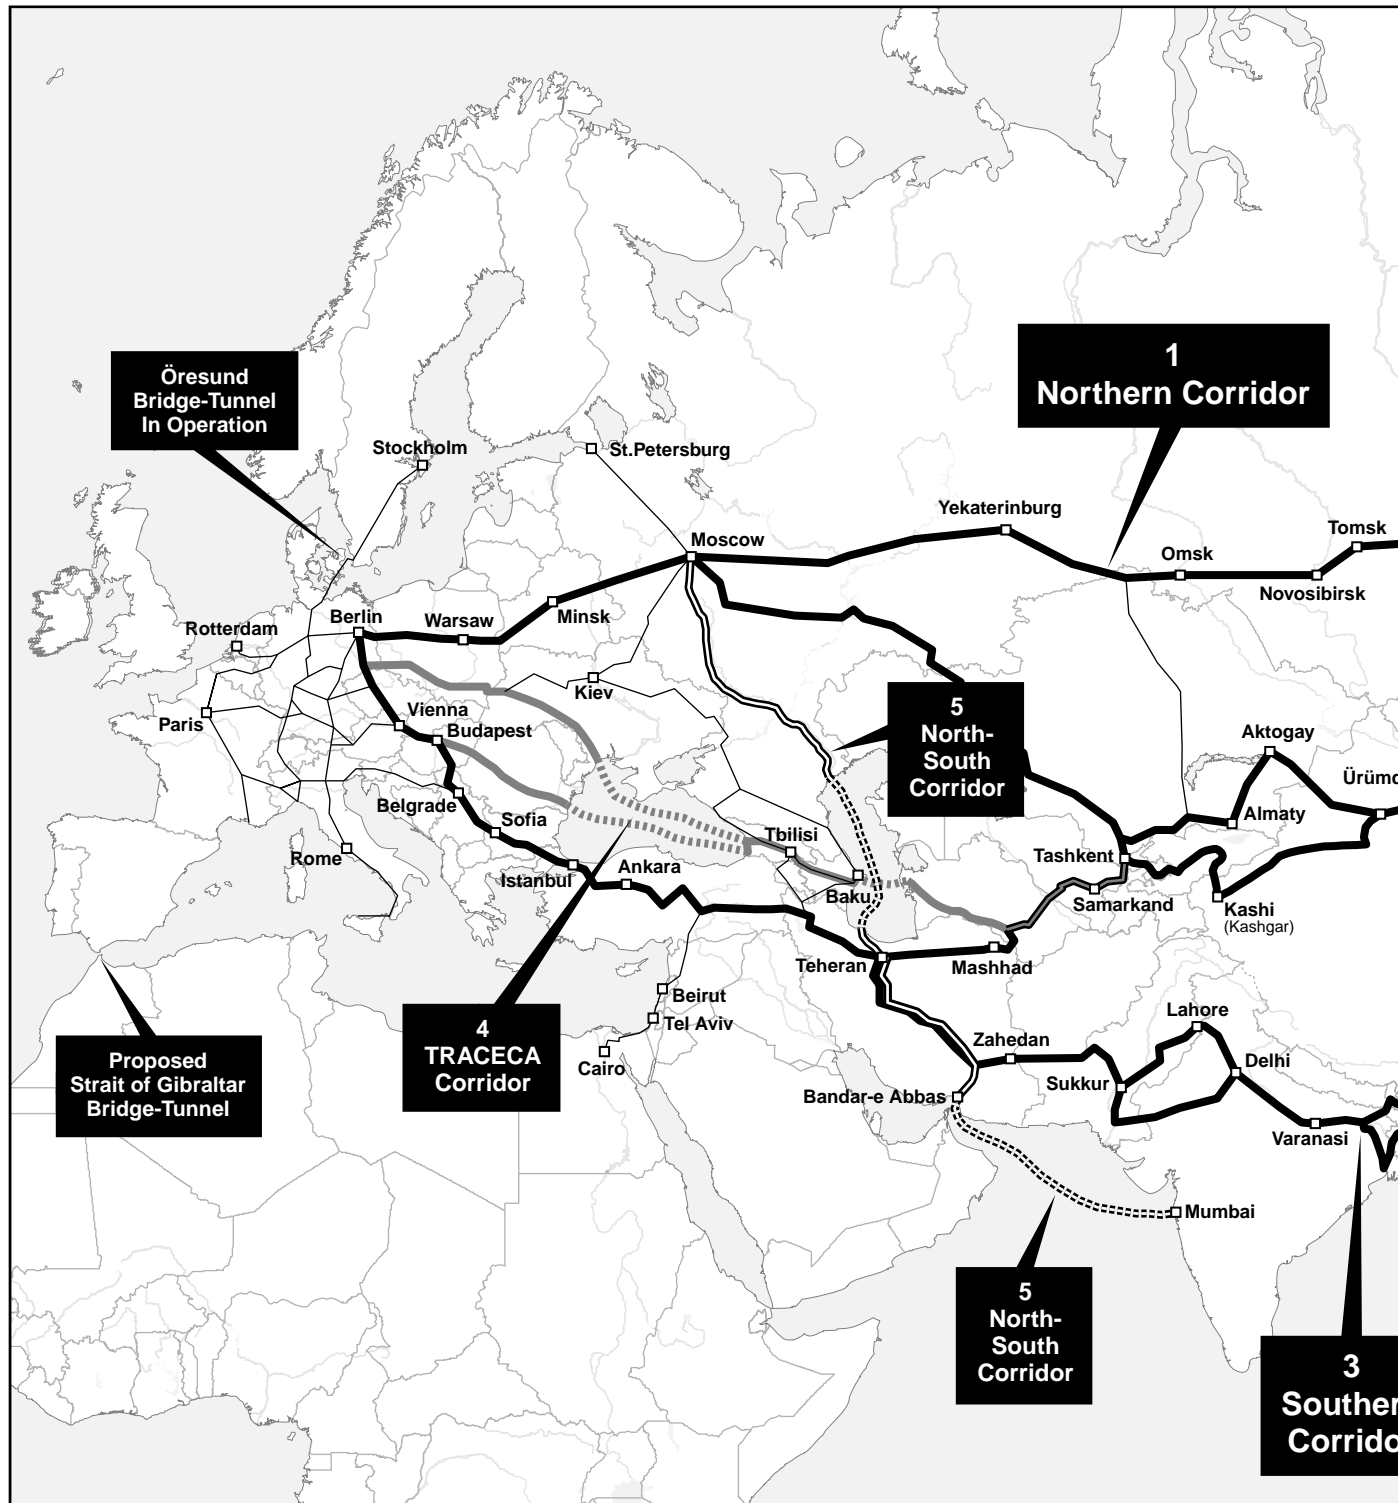 1
Northern Corridor
Öresund
Bridge-Tunnel
In Operation
Stockholm
St.Petersburg
Yekaterinburg
Tomsk
Moscow
Omsk
Novosibirsk
Berlin
Warsaw
Minsk
Rotterdam
Kiev
5
North-
South
Corridor
Paris
Vienna
Budapest
Aktogay
Ürümq
Belgrade
Sofia
Tbilisi
Almaty
Rome
Istanbul
Ankara
Tashkent
Baku
Samarkand
Kashi
(Kashgar)
Teheran
Mashhad
Beirut
Tel Aviv
Cairo
4
TRACECA
Corridor
Proposed
Strait of Gibraltar
Bridge-Tunnel
Lahore
Zahedan
Delhi
Sukkur
Bandar-e Abbas
Varanasi
Mumbai
5
North-
South
Corridor
3
Souther
Corrido